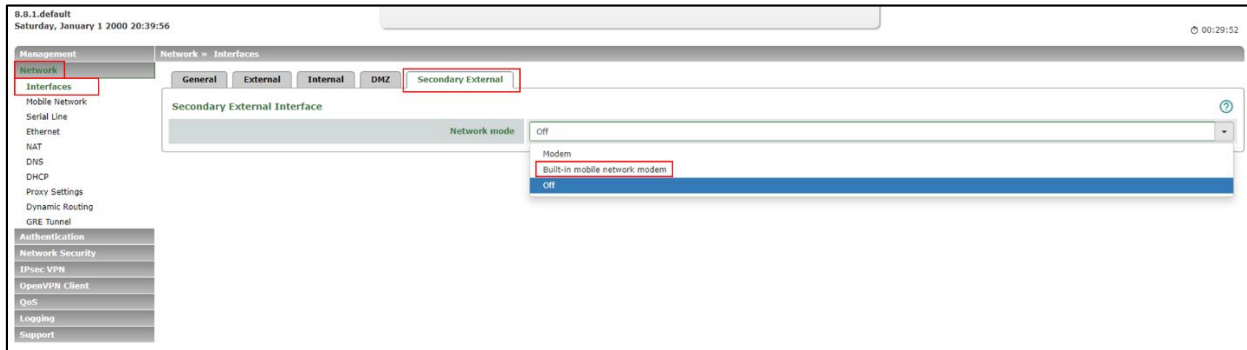 8.8.1.default
Saturday, January 1 2000 20:39:56
00:29:52
Management
Network » Interfaces
Network
Interfaces
Mobile Network
Serial Line
Ethernet
NAT
DNS
DHCP
Proxy Settings
Dynamic Routing
GRE Tunnel
Authentication
Network Security
IPsec VPN
OpenVPN Client
QoS
Logging
Support
General External Internal DMZ Secondary External
Secondary External Interface ?
Network mode Off
Modem
Built-in mobile network modem
Off